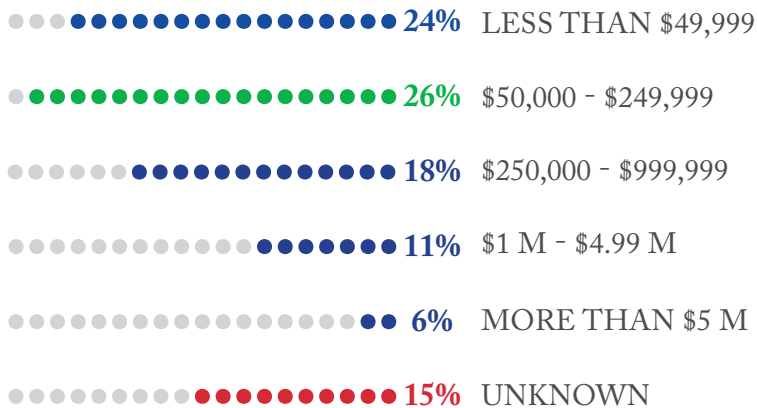 24% LESS THAN $49,999
26% $50,000 - $249,999
18% $250,000 - $999,999
11% $1 M - $4.99 M
6% MORE THAN $5 M
15% UNKNOWN